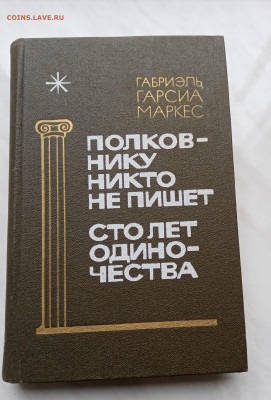 COINS.LAVE.RU
ГАБРИЭЛЬ
ГАРСИА
МАРКЕС
ПОЛКОВ-
НИКУ
НИКТО
НЕ ПИШЕТ
СТО ЛЕТ
ОДИНО-
ЧЕСТВА